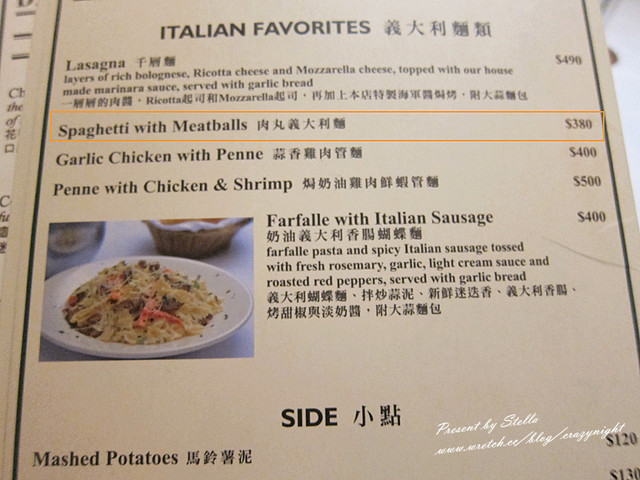 ITALIAN FAVORITES 義大利麵類
Lasagna 千層麵 $490
layers of rich bolognese, Ricotta cheese and Mozzarella cheese, topped with our house
made marinara sauce, served with garlic bread
一層層的肉醬，Ricotta起司和Mozzarella起司，再加上本店特製海軍醬焗烤，附大蒜麵包
Spaghetti with Meatballs 肉丸義大利麵 $380
Garlic Chicken with Penne 蒜香雞肉管麵 $400
Penne with Chicken & Shrimp 焗奶油雞肉鮮蝦管麵 $500
Farfalle with Italian Sausage $400
奶油義大利香腸蝴蝶麵
farfalle pasta and spicy Italian sausage tossed
with fresh rosemary, garlic, light cream sauce and
roasted red peppers, served with garlic bread
義大利蝴蝶麵、拌炒蒜泥、新鮮迷迭香、義大利香腸、
烤甜椒與淡奶醬，附大蒜麵包
SIDE 小點
Mashed Potatoes 馬鈴薯泥 $120
$130
Present by Stella
www.wretch.cc/blog/crazynight